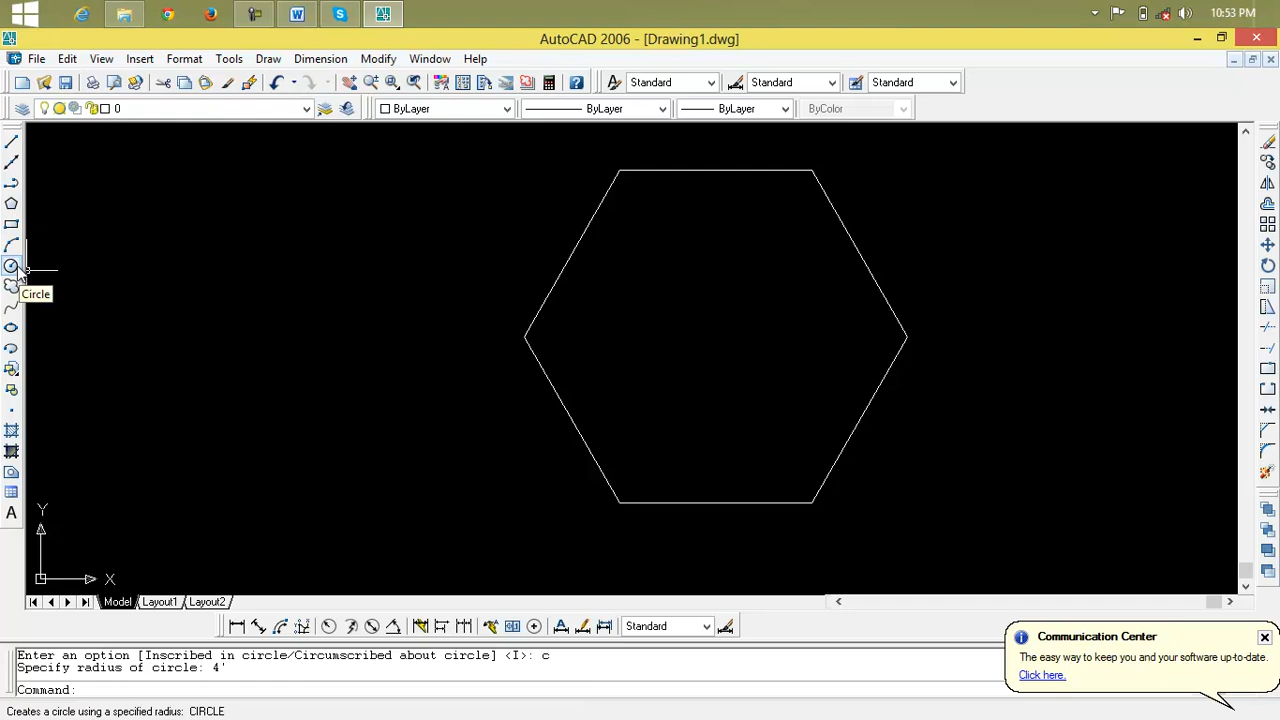 10:53 PM
AutoCAD 2006 - [Drawing1.dwg]
File Edit View Insert Format Tools Draw Dimension Modify Window Help
Standard Standard Standard
0 ByLayer ByLayer ByLayer ByColor
Circle
Y
X
A
Model Layout1 Layout2
Standard
Enter an option [Inscribed in circle/Circumscribed about circle] <I>: c
Specify radius of circle: 4'
Command:
Creates a circle using a specified radius: CIRCLE
Communication Center
The easy way to keep you and your software up-to-date.
Click here.